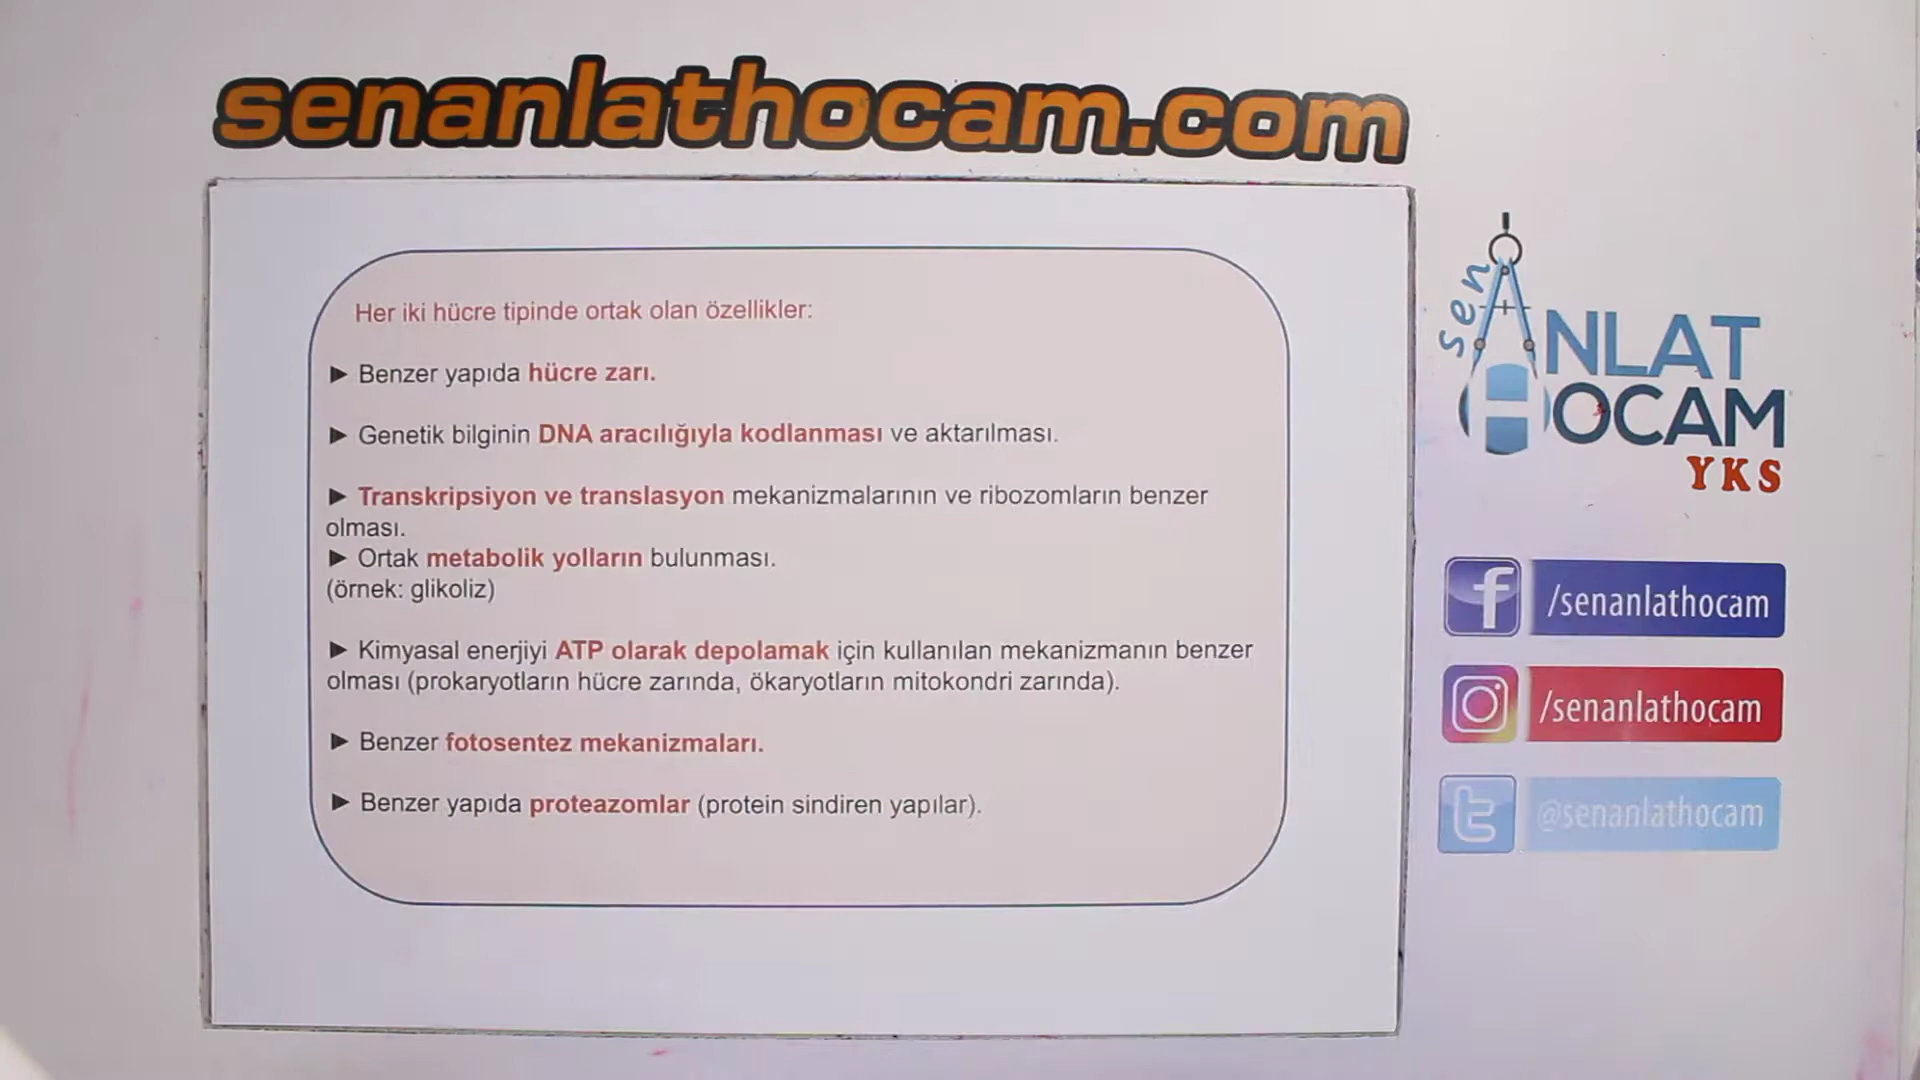 senanlathocam.com
Her iki hücre tipinde ortak olan özellikler:
► Benzer yapıda hücre zarı.
► Genetik bilginin DNA aracılığıyla kodlanması ve aktarılması.
► Transkripsiyon ve translasyon mekanizmalarının ve ribozomların benzer
olması.
► Ortak metabolik yolların bulunması.
(örnek: glikoliz)
► Kimyasal enerjiyi ATP olarak depolamak için kullanılan mekanizmanın benzer
olması (prokaryotların hücre zarında, ökaryotların mitokondri zarında).
► Benzer fotosentez mekanizmaları.
► Benzer yapıda proteazomlar (protein sindiren yapılar).
sen
ANLAT
HOCAM
YKS
f /senanlathocam
/senanlathocam
t @senanlathocam